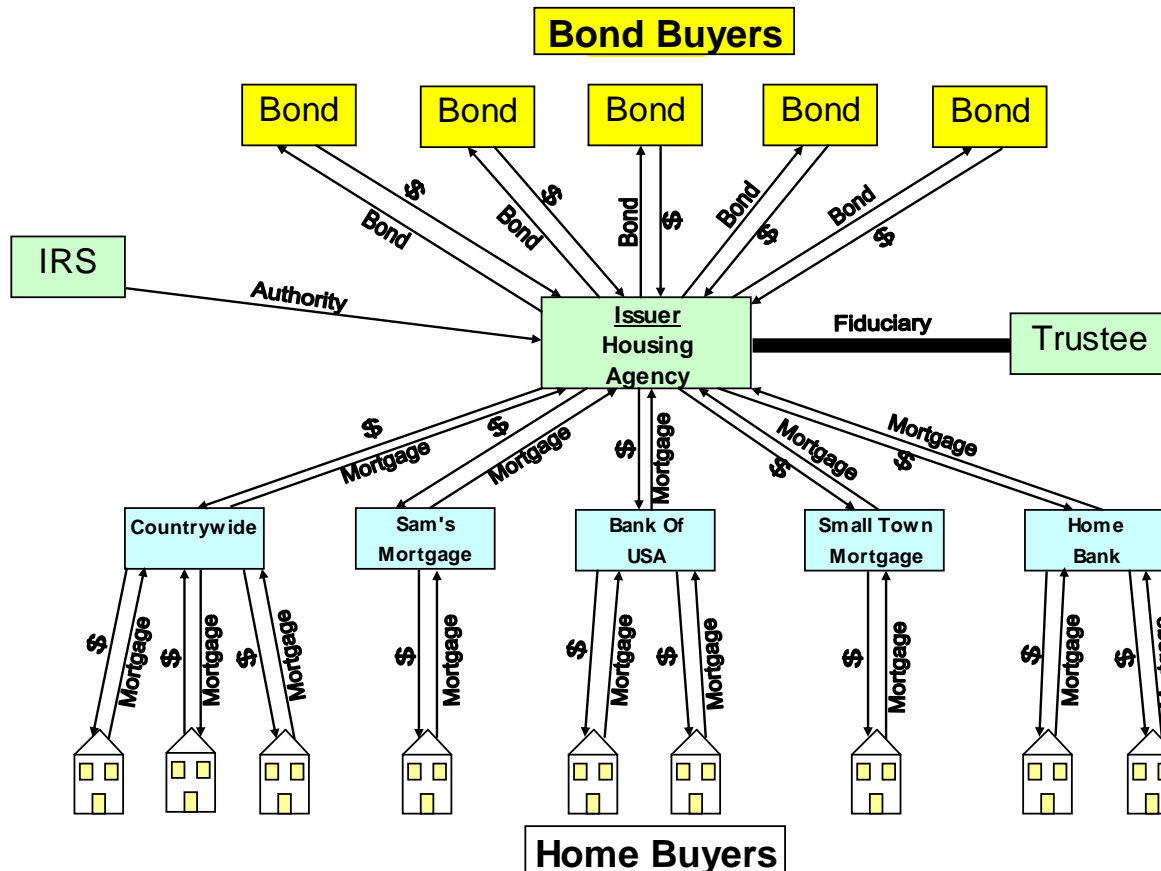 Bond Buyers
Bond
Bond
Bond
Bond
Bond
$
Bond
$
Bond
Bond
$
Bond
$
Bond
$
IRS
Authority
Issuer
Housing
Agency
Fiduciary
Trustee
$
Mortgage
$
Mortgage
$
Mortgage
Mortgage
$
Mortgage
$
Countrywide
Sam's
Mortgage
Bank Of
USA
Small Town
Mortgage
Home
Bank
$
Mortgage
$
Mortgage
$
Mortgage
$
Mortgage
$
Mortgage
$
Mortgage
$
Mortgage
$
Mortgage
$
Home Buyers